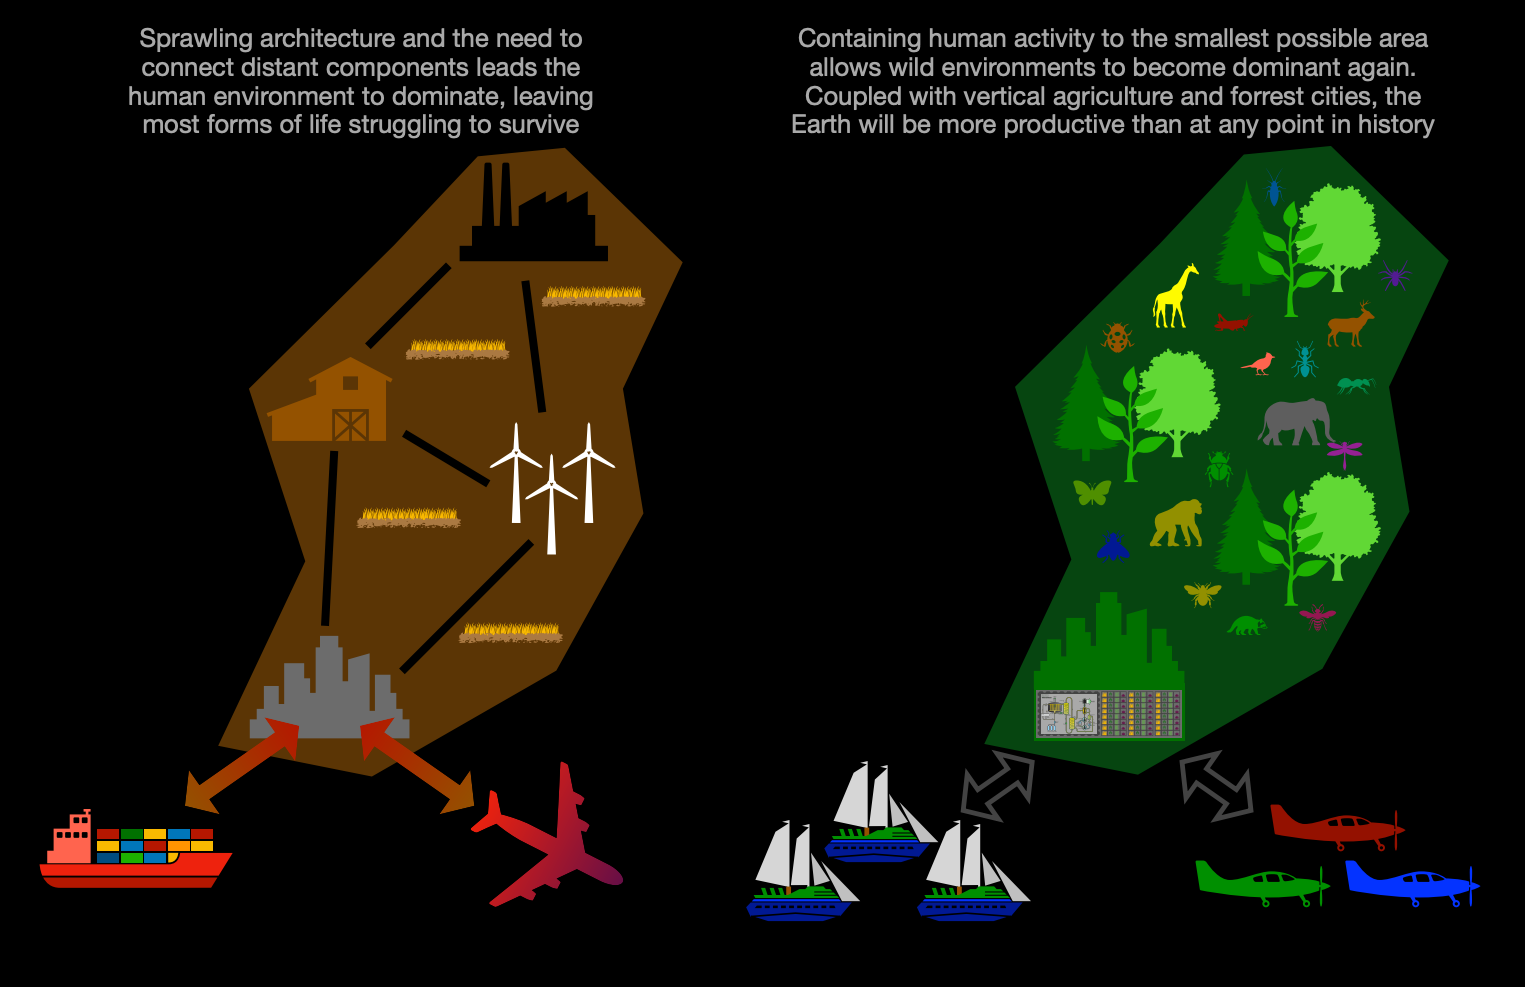 Sprawling architecture and the need to
connect distant components leads the
human environment to dominate, leaving
most forms of life struggling to survive
Containing human activity to the smallest possible area
allows wild environments to become dominant again.
Coupled with vertical agriculture and forrest cities, the
Earth will be more productive than at any point in history